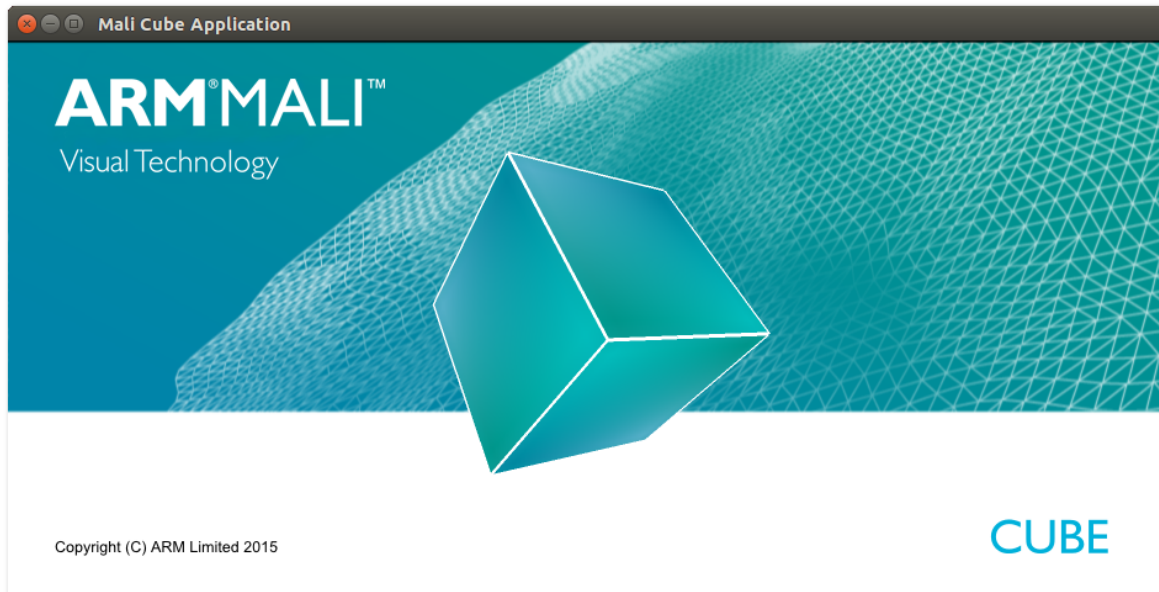 Mali Cube Application
ARM®MALI™
Visual Technology
Copyright (C) ARM Limited 2015
CUBE